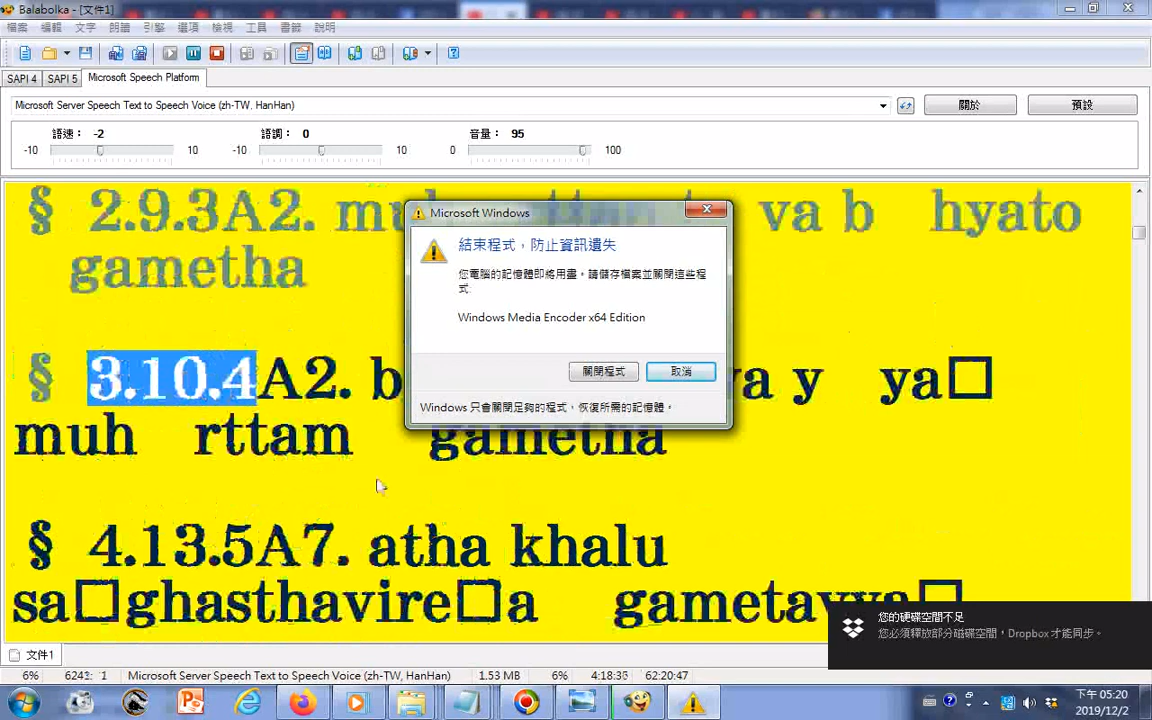 Balabolka - [文件1]
檔案 編輯 文字 朗讀 引擎 選項 檢視 工具 書籤 說明
SAPI 4 SAPI 5 Microsoft Speech Platform
Microsoft Server Speech Text to Speech Voice (zh-TW, HanHan)
關於 預設
語速： -2 語調： 0 音量： 95
-10 10 -10 10 0 100
§ 2.9.3A2. muh va b hyato
gametha
§ 3.10.4A2. b va y ya□
muh rttam gametha
§ 4.13.5A7. atha khalu
sa□ghasthavire□a gametavya□
Microsoft Windows
結束程式，防止資訊遺失
您電腦的記憶體即將用盡。請儲存檔案並關閉這些程
式:
Windows Media Encoder x64 Edition
關閉程式 取消
Windows 只會關閉足夠的程式，恢復所需的記憶體。
您的硬碟空間不足
您必須釋放部分磁碟空間，Dropbox 才能同步。
文件1
6% 6242: 1 Microsoft Server Speech Text to Speech Voice (zh-TW, HanHan) 1.53 MB 6% 4:18:36 62:20:47
下午 05:20
2019/12/2